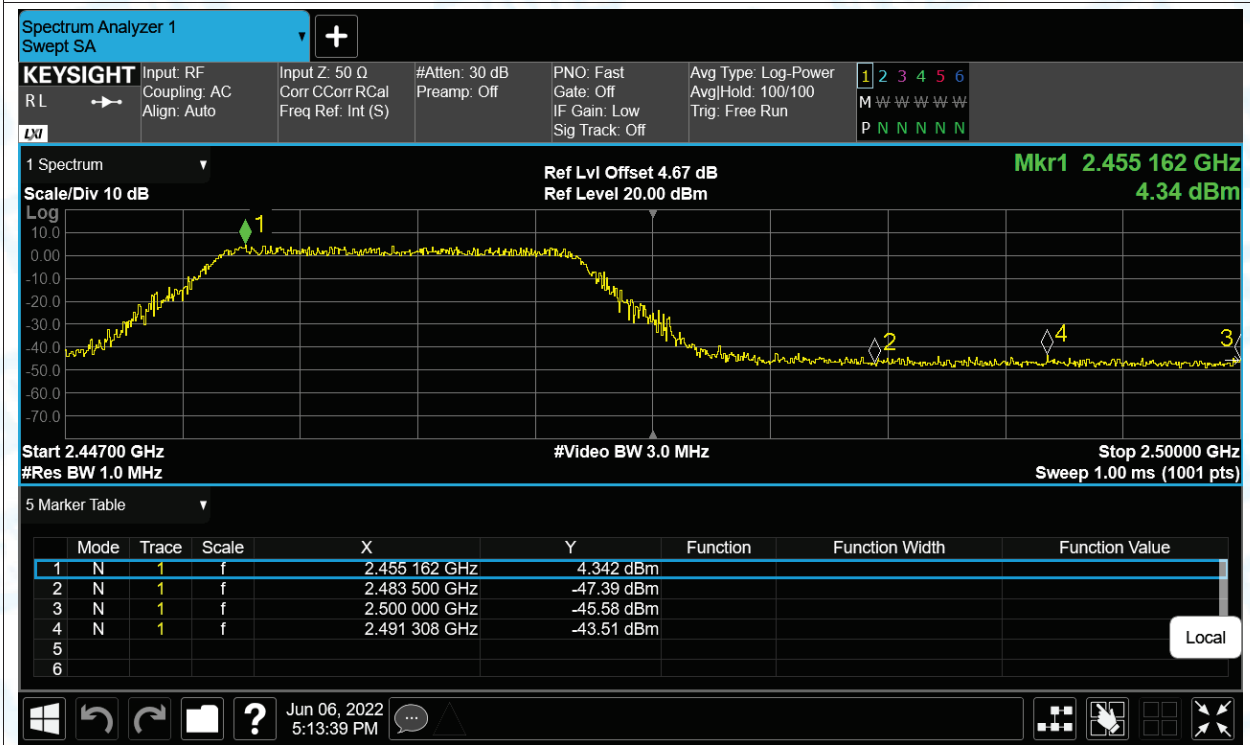 Spectrum Analyzer 1
Swept SA
+
KEYSIGHT
R L
LXI
Input: RF
Coupling: AC
Align: Auto
Input Z: 50 Ω
Corr CCorr RCal
Freq Ref: Int (S)
#Atten: 30 dB
Preamp: Off
PNO: Fast
Gate: Off
IF Gain: Low
Sig Track: Off
Avg Type: Log-Power
Avg|Hold: 100/100
Trig: Free Run
1 2 3 4 5 6
M W W W W W
P N N N N N
1 Spectrum
Scale/Div 10 dB
Ref Lvl Offset 4.67 dB
Ref Level 20.00 dBm
Mkr1 2.455 162 GHz
4.34 dBm
Log
10.0
0.00
-10.0
-20.0
-30.0
-40.0
-50.0
-60.0
-70.0
1
2
4
3
Start 2.44700 GHz
#Res BW 1.0 MHz
#Video BW 3.0 MHz
Stop 2.50000 GHz
Sweep 1.00 ms (1001 pts)
5 Marker Table
Mode Trace Scale X Y Function Function Width Function Value
1 N 1 f 2.455 162 GHz 4.342 dBm
2 N 1 f 2.483 500 GHz -47.39 dBm
3 N 1 f 2.500 000 GHz -45.58 dBm
4 N 1 f 2.491 308 GHz -43.51 dBm
5
6
Local
?
Jun 06, 2022
5:13:39 PM